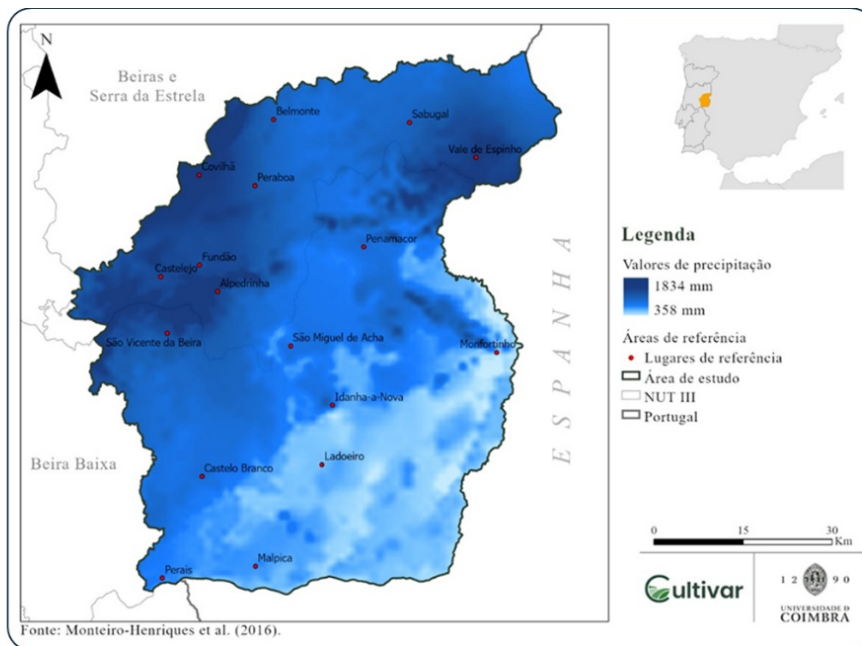 N
Beiras e
Serra da Estrela
Belmonte
Sabugal
Vale de Espinho
Covilhã
Peraboa
Penamacor
Fundão
Castelejo
Alpedrinha
São Vicente da Beira
São Miguel de Acha
Monfortinho
Idanha-a-Nova
Ladoeiro
Castelo Branco
Malpica
Perais
Beira Baixa
ESPANHA
Fonte: Monteiro-Henriques et al. (2016).
Legenda
Valores de precipitação
1834 mm
358 mm
Áreas de referência
Lugares de referência
Área de estudo
NUT III
Portugal
0 15 30
Km
Cultivar
12 90
UNIVERSIDADE D
COIMBRA